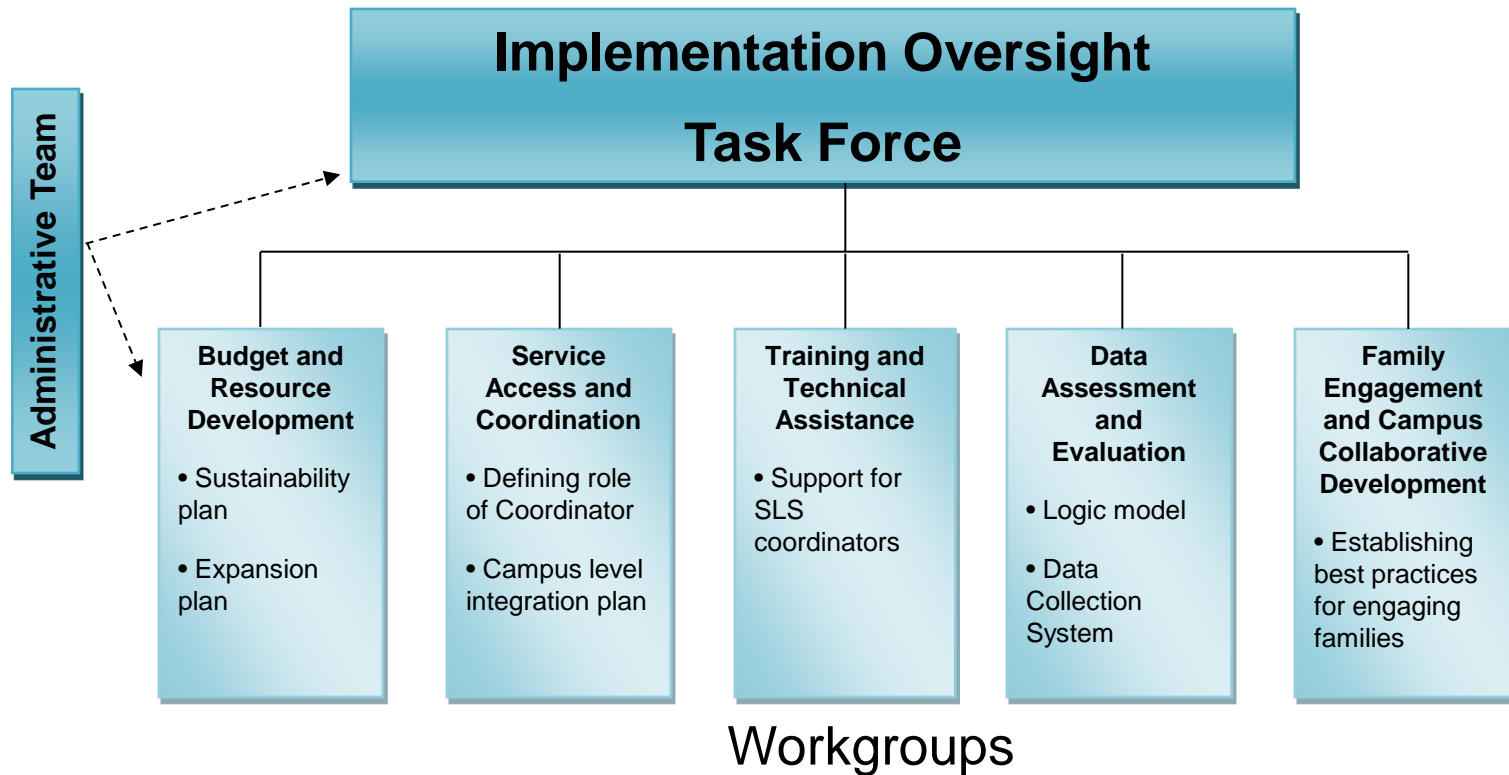 Implementation Oversight
Task Force
Administrative Team
Budget and
Resource
Development
• Sustainability
plan
• Expansion
plan
Service
Access and
Coordination
• Defining role
of Coordinator
• Campus level
integration plan
Training and
Technical
Assistance
• Support for
SLS
coordinators
Data
Assessment
and
Evaluation
• Logic model
• Data
Collection
System
Family
Engagement
and Campus
Collaborative
Development
• Establishing
best practices
for engaging
families
Workgroups